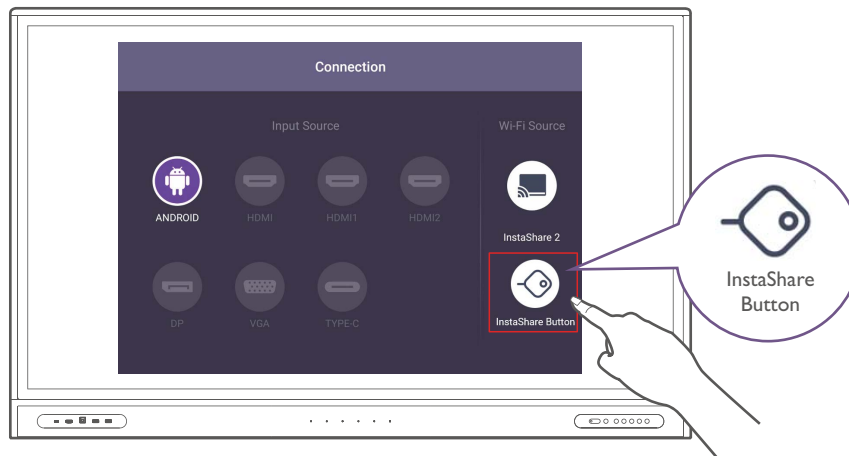 Connection
Input Source
Wi-Fi Source
ANDROID
HDMI
HDMI1
HDMI2
InstaShare 2
DP
VGA
TYPE-C
InstaShare Button
InstaShare
Button